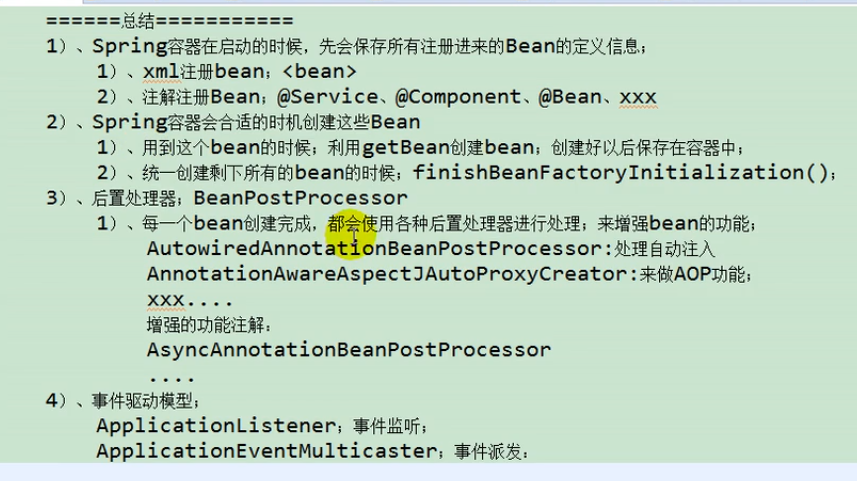 ======总结===========
1）、Spring容器在启动的时候，先会保存所有注册进来的Bean的定义信息；
1）、xml注册bean；<bean>
2）、注解注册Bean；@Service、@Component、@Bean、xxx
2）、Spring容器会合适的时机创建这些Bean
1）、用到这个bean的时候；利用getBean创建bean；创建好以后保存在容器中；
2）、统一创建剩下所有的bean的时候；finishBeanFactoryInitialization()；
3）、后置处理器；BeanPostProcessor
1）、每一个bean创建完成，都会使用各种后置处理器进行处理；来增强bean的功能；
AutowiredAnnotationBeanPostProcessor:处理自动注入
AnnotationAwareAspectJAutoProxyCreator:来做AOP功能；
xxx....
增强的功能注解：
AsyncAnnotationBeanPostProcessor
....
4）、事件驱动模型；
ApplicationListener；事件监听；
ApplicationEventMulticaster；事件派发：